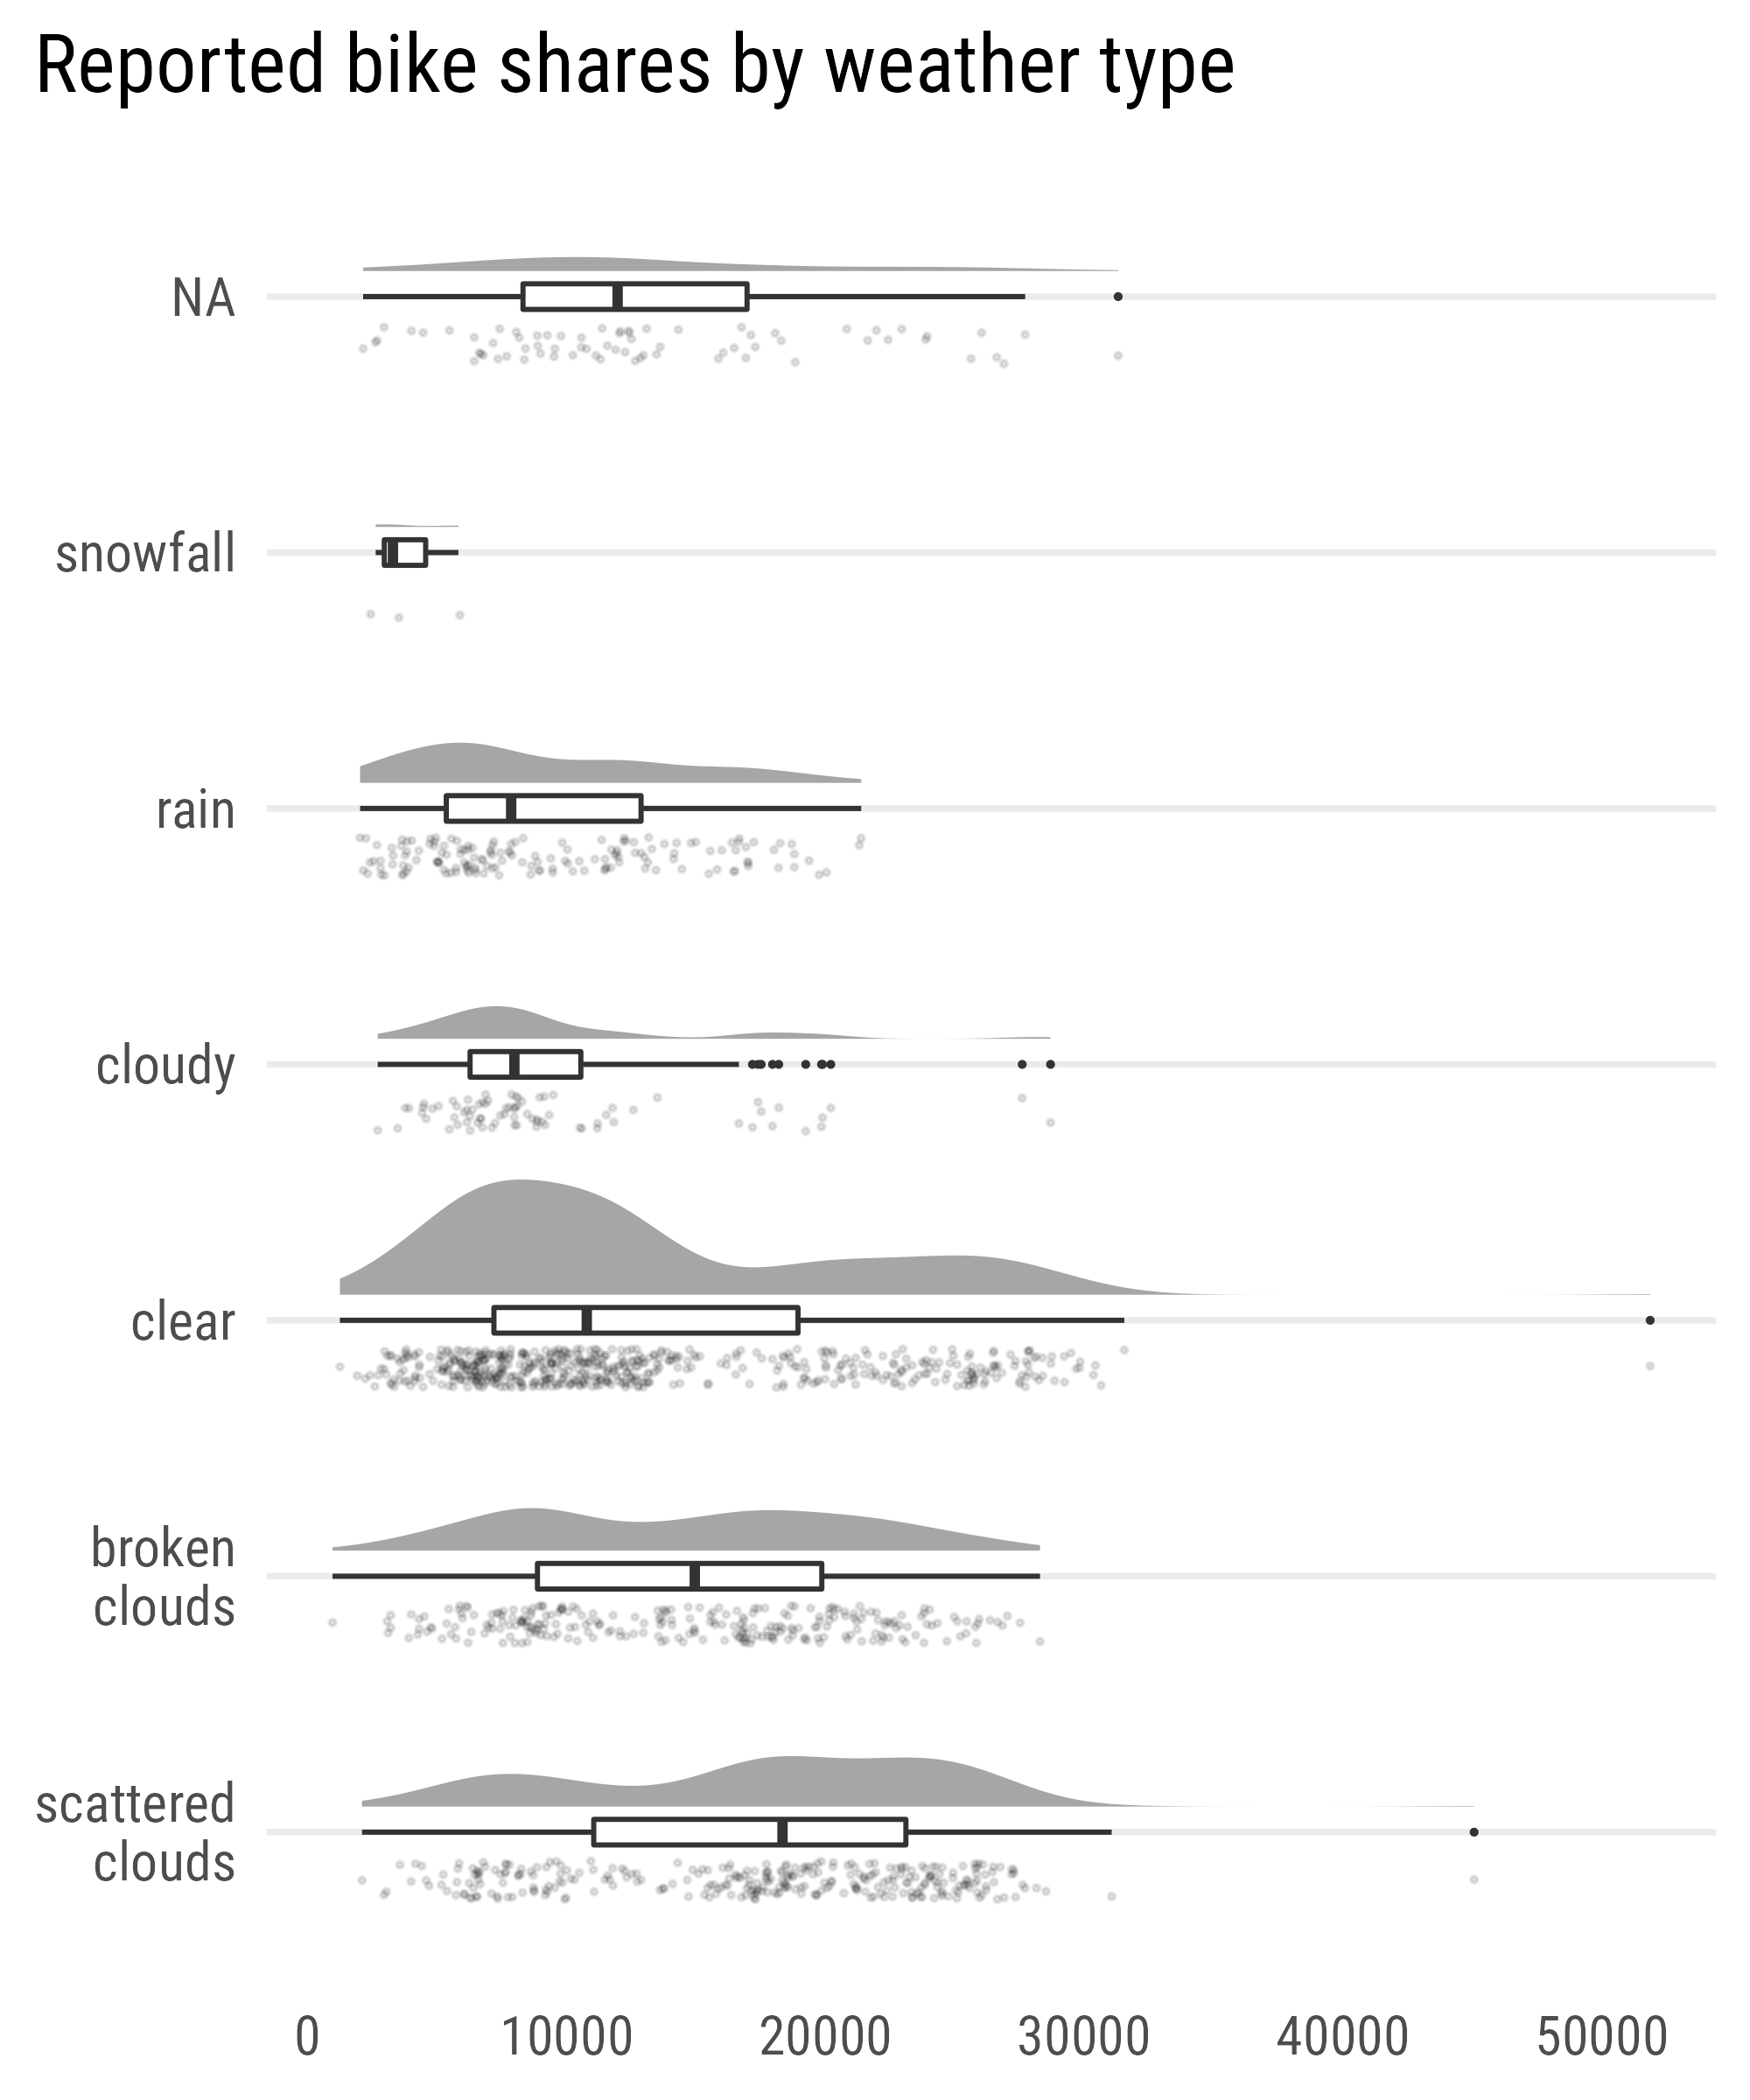 Reported bike shares by weather type
NA
snowfall
rain
cloudy
clear
broken
clouds
scattered
clouds
0 10000 20000 30000 40000 50000